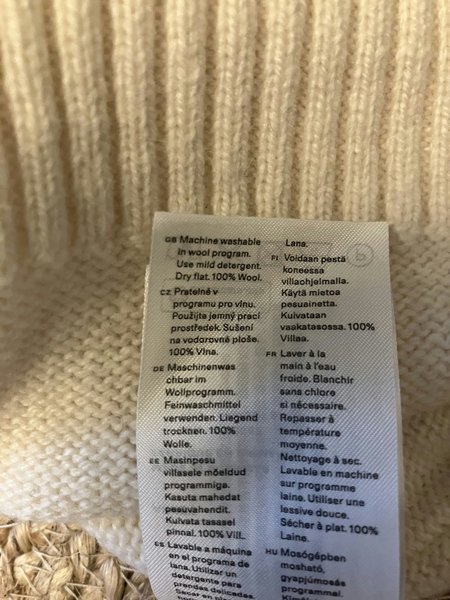 GB Machine washable
in wool program.
Use mild detergent.
Dry flat. 100% Wool.
CZ Pratelné v
programu pro vlnu.
Použijte jemný prací
prostředek. Sušení
na vodorovné ploše.
100% Vlna.
DE Maschinenwas
chbar im
Wollprogramm.
Feinwaschmittel
verwenden. Liegend
trocknen. 100%
Wolle.
EE Masinpesu
villasele mõeldud
programmiga.
Kasuta mahedat
pesuvahendit.
Kuivata tasasel
pinnal. 100% Vill.
ES Lavable a máquina
en el programa de
lana. Utilizar un
detergente para
prendas delicadas.
Secar en
Lana.
FI Voidaan pestä
koneessa
villaohjelmalla.
Käytä mietoa
pesuainetta.
Kuivataan
vaakatasossa. 100%
Villaa.
FR Laver à la
main à l'eau
froide. Blanchir
sans chlore
si nécessaire.
Repasser à
température
moyenne.
Nettoyage à sec.
Lavable en machine
sur programme
laine. Utiliser une
lessive douce.
Sécher à plat. 100%
Laine.
HU Mosógépben
mosható,
gyapjúmosás
programmal.